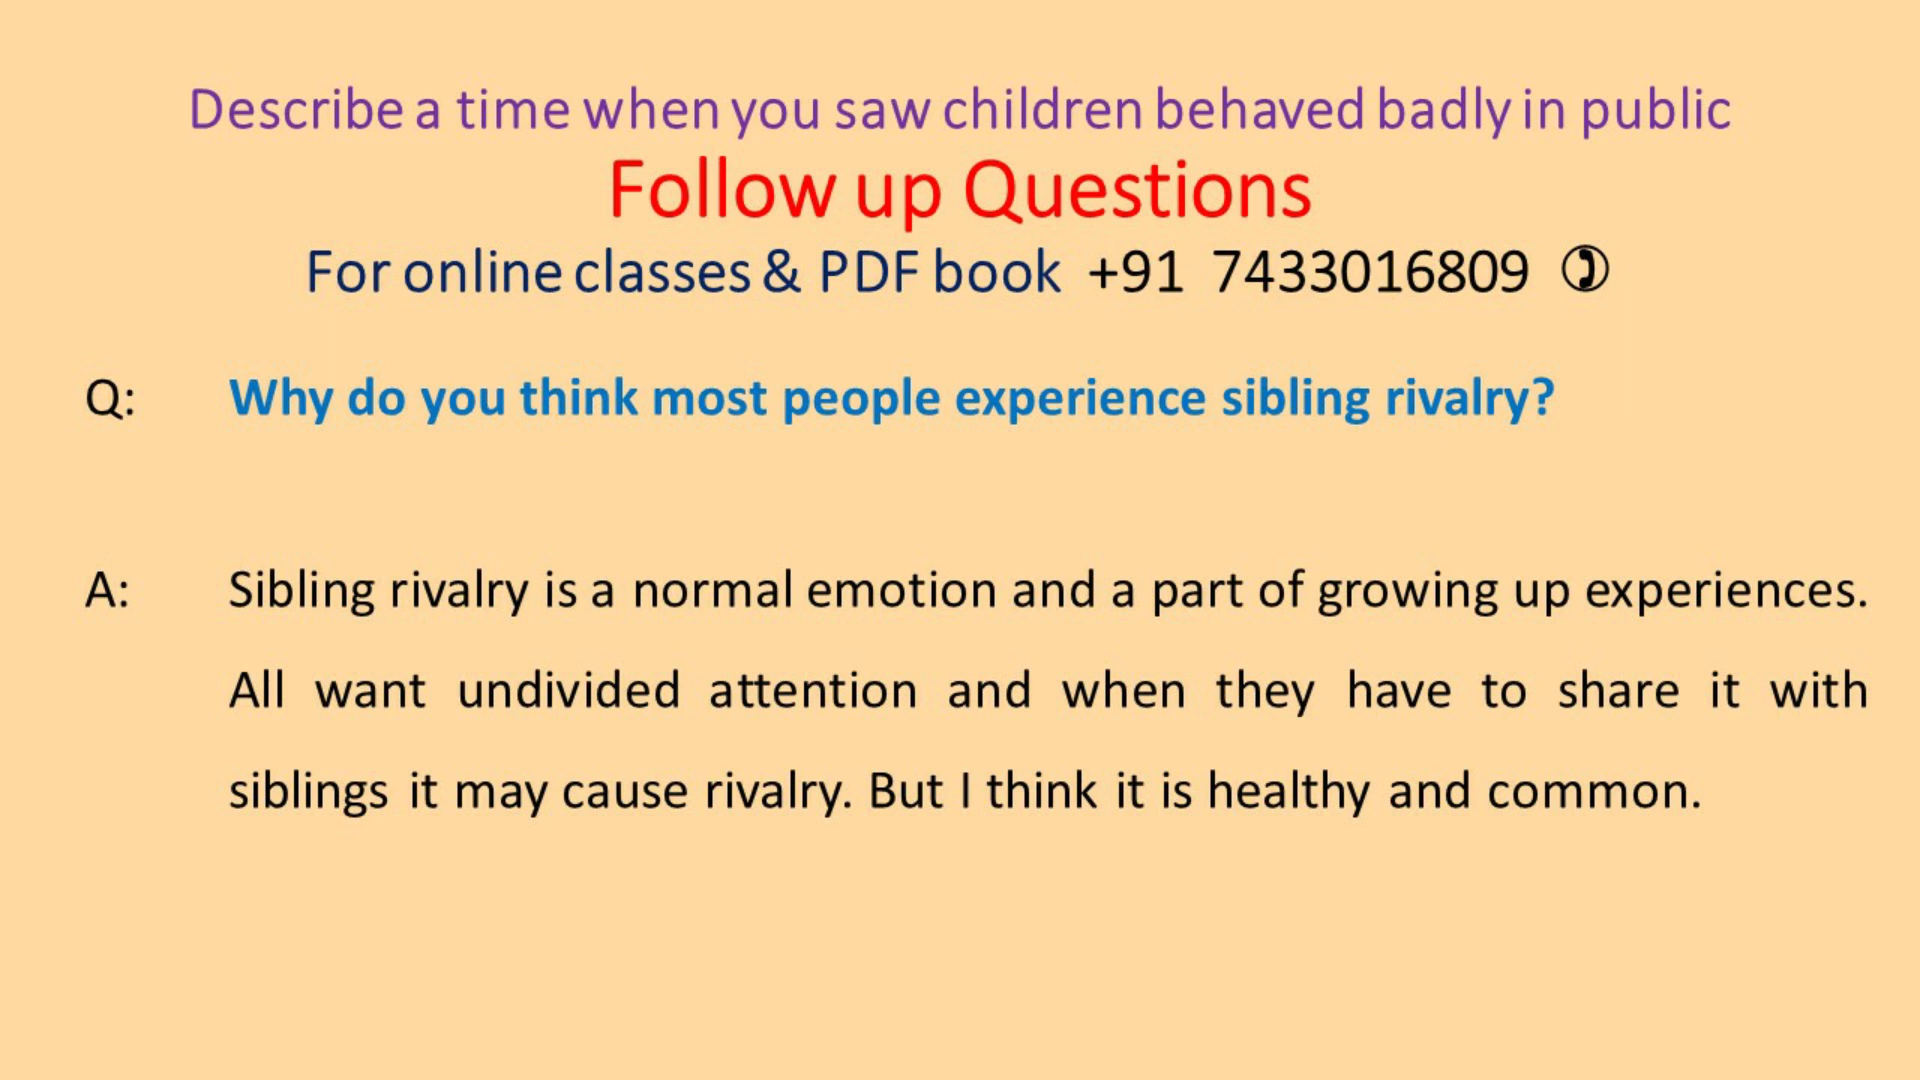 Describe a time when you saw children behaved badly in public
Follow up Questions
For online classes & PDF book +91 7433016809 ✆
Q: Why do you think most people experience sibling rivalry?
A: Sibling rivalry is a normal emotion and a part of growing up experiences.
All want undivided attention and when they have to share it with
siblings it may cause rivalry. But I think it is healthy and common.